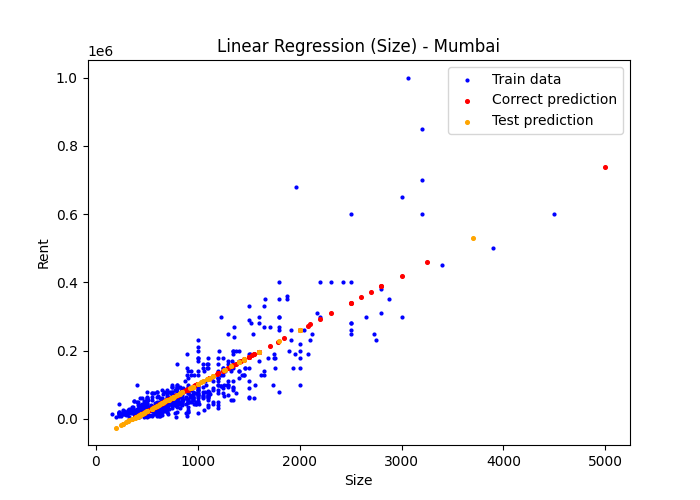 Linear Regression (Size) - Mumbai
1e6
Train data
Correct prediction
Test prediction
1.0
0.8
0.6
0.4
0.2
0.0
Rent
0 1000 2000 3000 4000 5000
Size